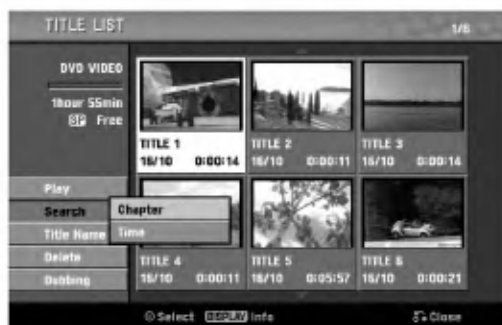 TITLE LIST
1/6
DVD VIDEO
1hour 55min
SP Free
TITLE 1
16/10 0:00:14
TITLE 2
16/10 0:00:11
TITLE 3
16/10 0:00:14
Play
Search
Title Name
Delete
Dubbing
Chapter
Time
TITLE 4
16/10 0:00:11
TITLE 5
16/10 0:05:57
TITLE 6
16/10 0:00:21
Select DISPLAY Info
Close